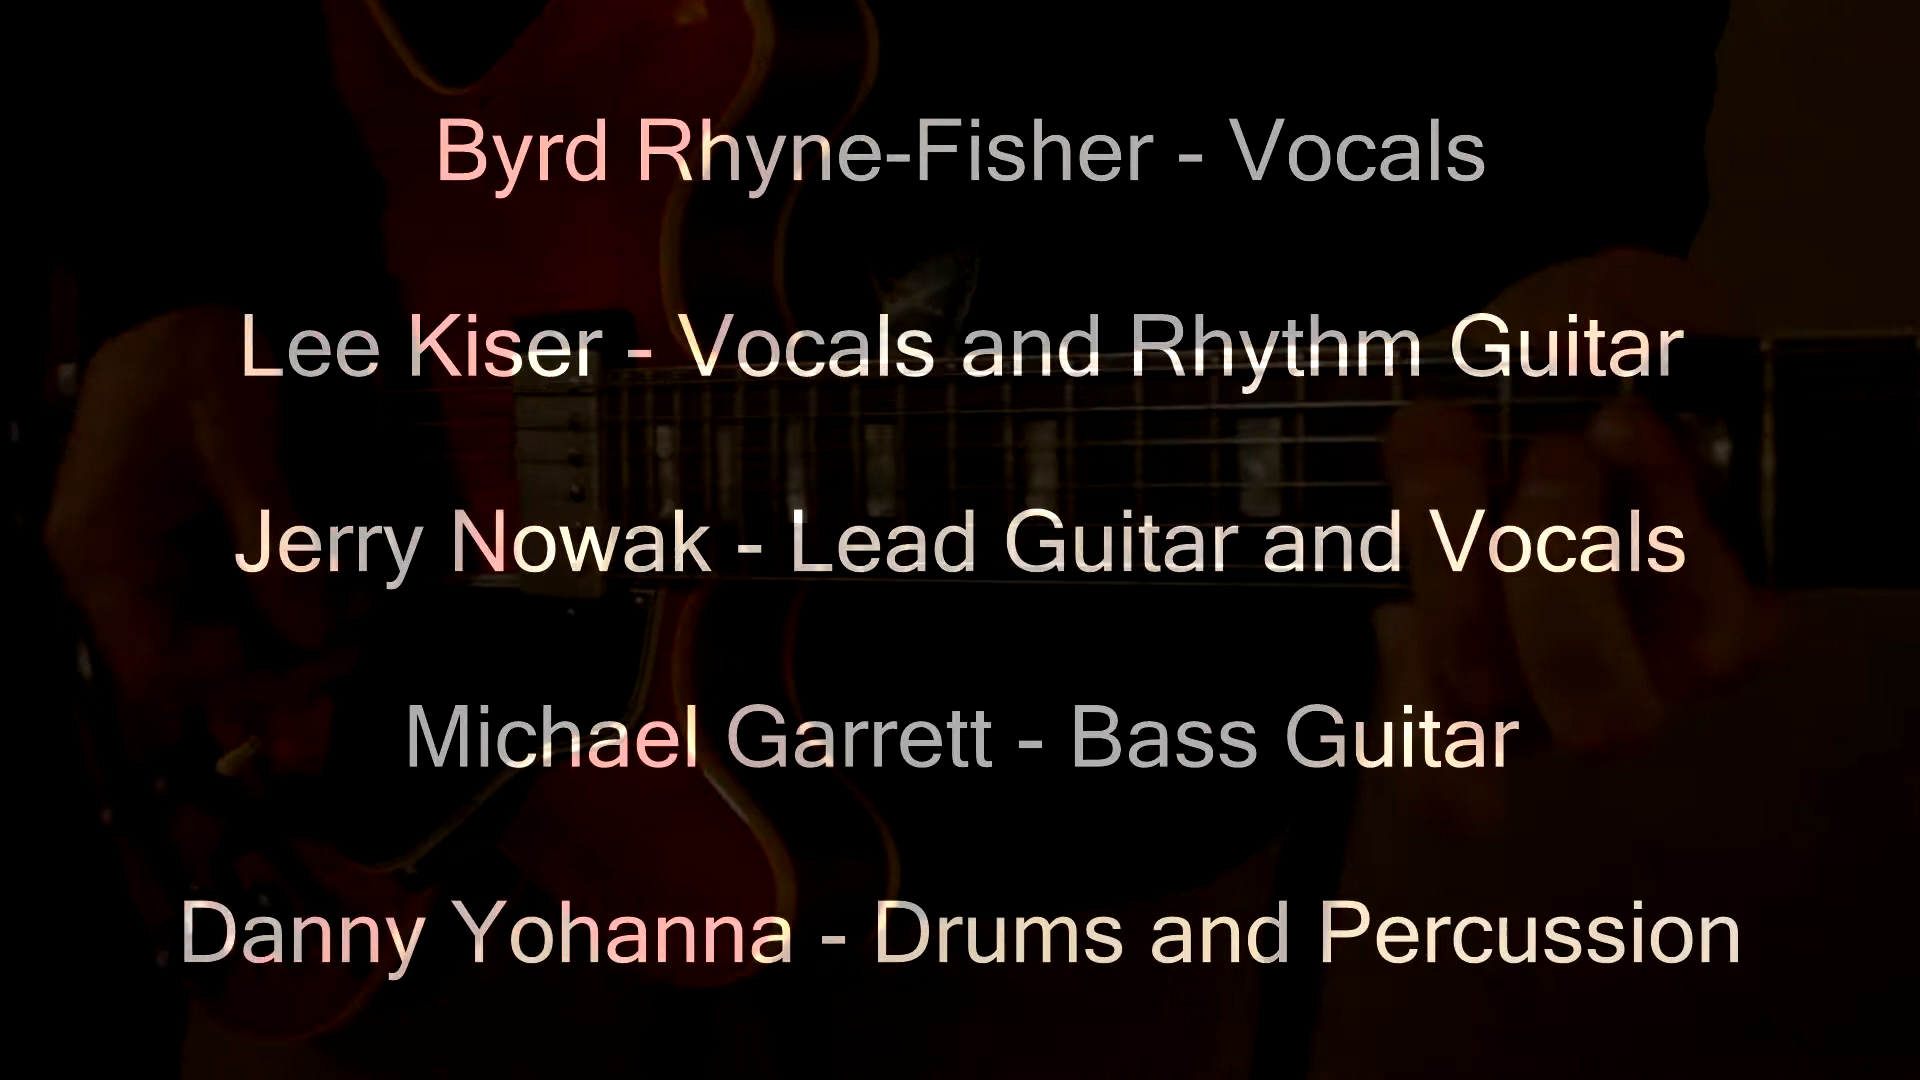 Byrd Rhyne-Fisher - Vocals
Lee Kiser - Vocals and Rhythm Guitar
Jerry Nowak - Lead Guitar and Vocals
Michael Garrett - Bass Guitar
Danny Yohanna - Drums and Percussion